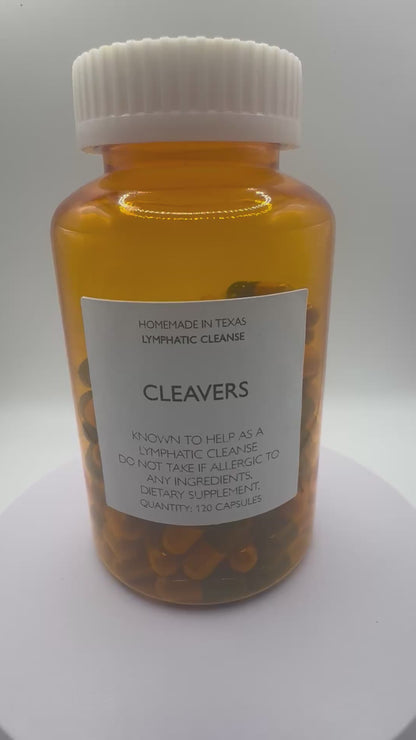 HOMEMADE IN TEXAS
LYMPHATIC CLEANSE
CLEAVERS
KNOWN TO HELP AS A
LYMPHATIC CLEANSE
DO NOT TAKE IF ALLERGIC TO
ANY INGREDIENTS.
DIETARY SUPPLEMENT.
QUANTITY: 120 CAPSULES